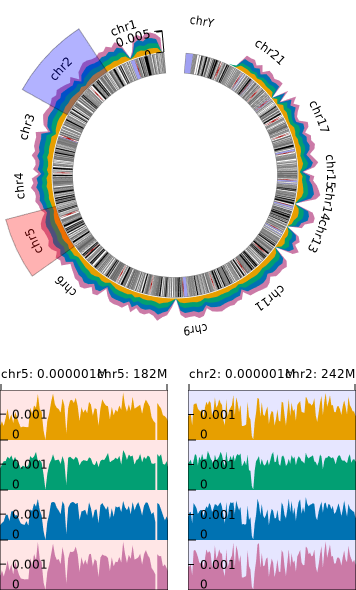 chrY
chr1
0.005
0
chr21
chr2
chr17
chr3
chr15
chr4
chr14
chr13
chr5
chr6
chr11
chr9
chr5: 0.000001M
chr5: 182M
chr2: 0.000001M
chr2: 242M
0.001
0
0.001
0
0.001
0
0.001
0
0.001
0
0.001
0
0.001
0
0.001
0